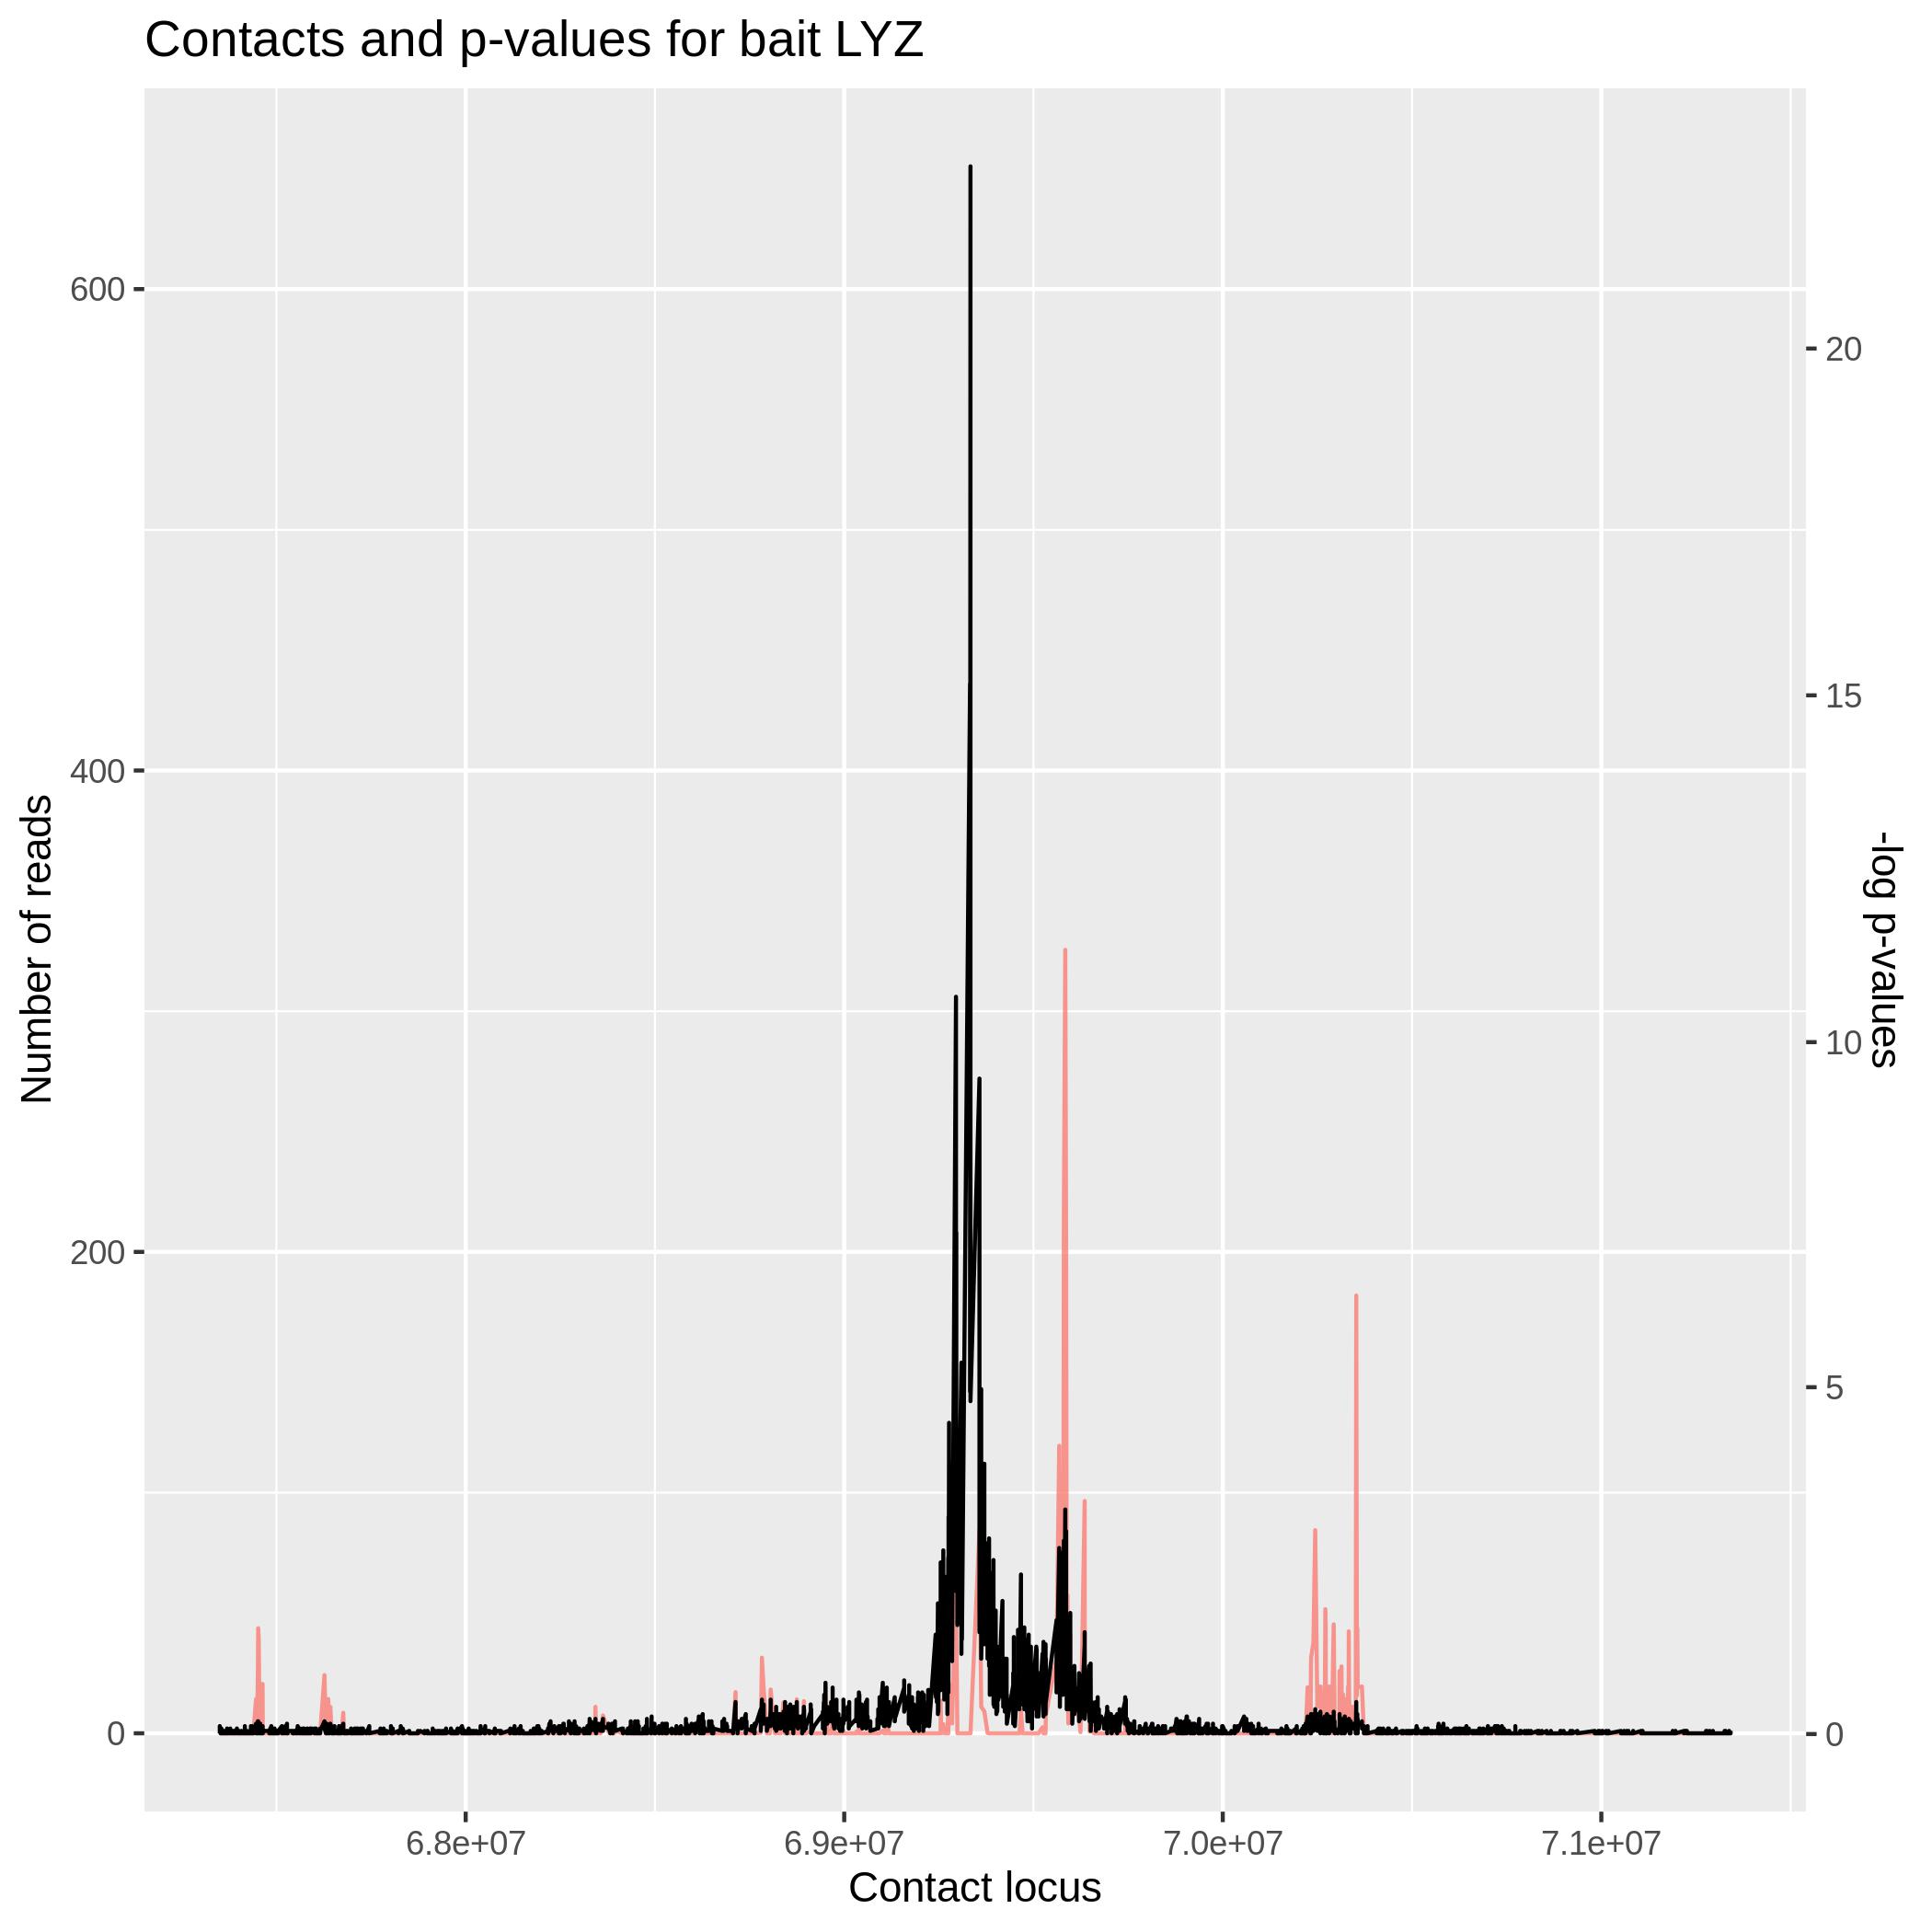 Contacts and p-values for bait LYZ
600
400
200
0
Number of reads
20
15
10
5
0
-log p-values
6.8e+07 6.9e+07 7.0e+07 7.1e+07
Contact locus